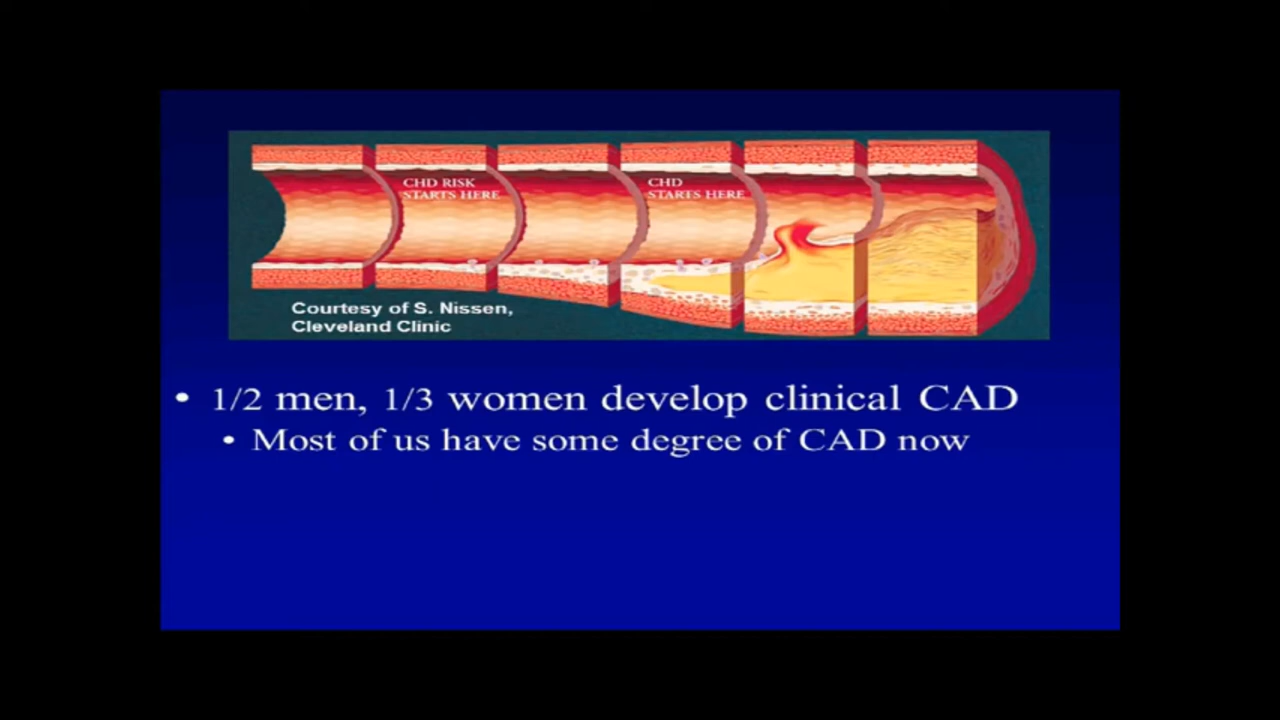 CHD RISK
STARTS HERE
CHD
STARTS HERE
Courtesy of S. Nissen,
Cleveland Clinic
• 1/2 men, 1/3 women develop clinical CAD
• Most of us have some degree of CAD now